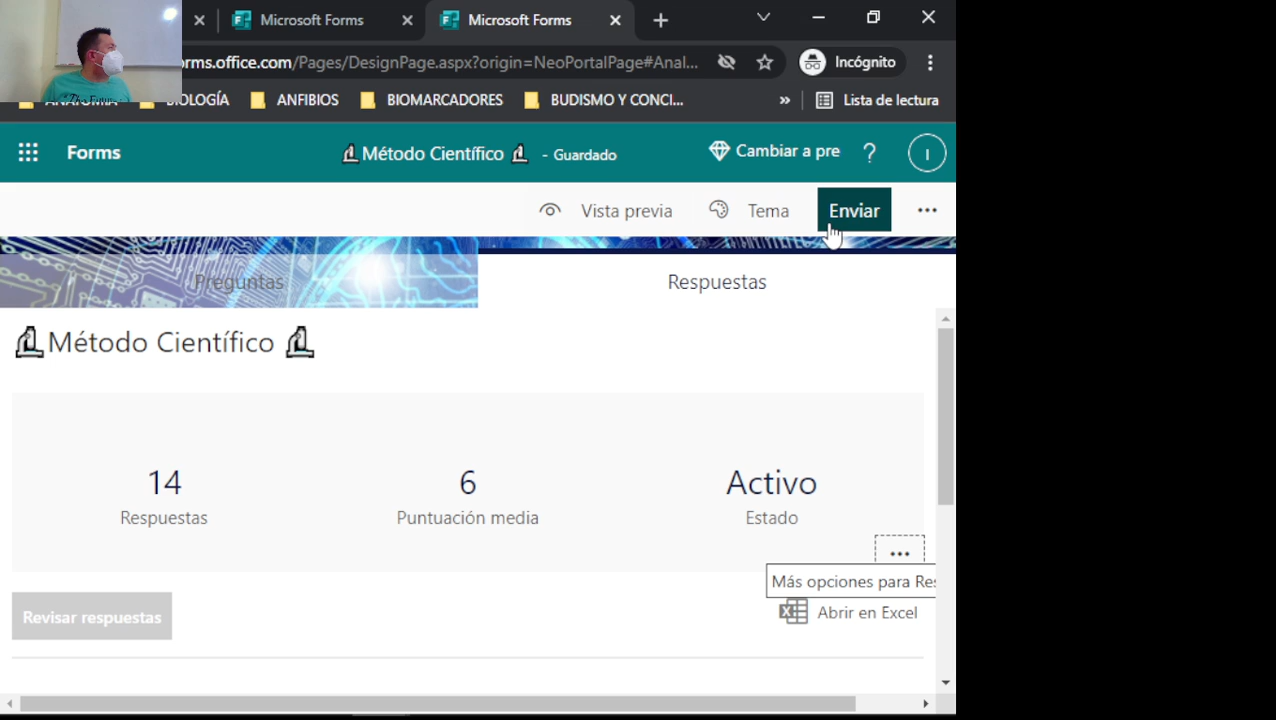 Microsoft Forms
Microsoft Forms
orms.office.com/Pages/DesignPage.aspx?origin=NeoPortalPage#Anal...
Incógnito
BIOLOGÍA
ANFIBIOS
BIOMARCADORES
BUDISMO Y CONCI...
»
Lista de lectura
Forms
Método Científico
- Guardado
Cambiar a pre
?
I
Vista previa
Tema
Enviar
Preguntas
Respuestas
Método Científico
14
6
Activo
Respuestas
Puntuación media
Estado
Más opciones para Res
Revisar respuestas
Abrir en Excel